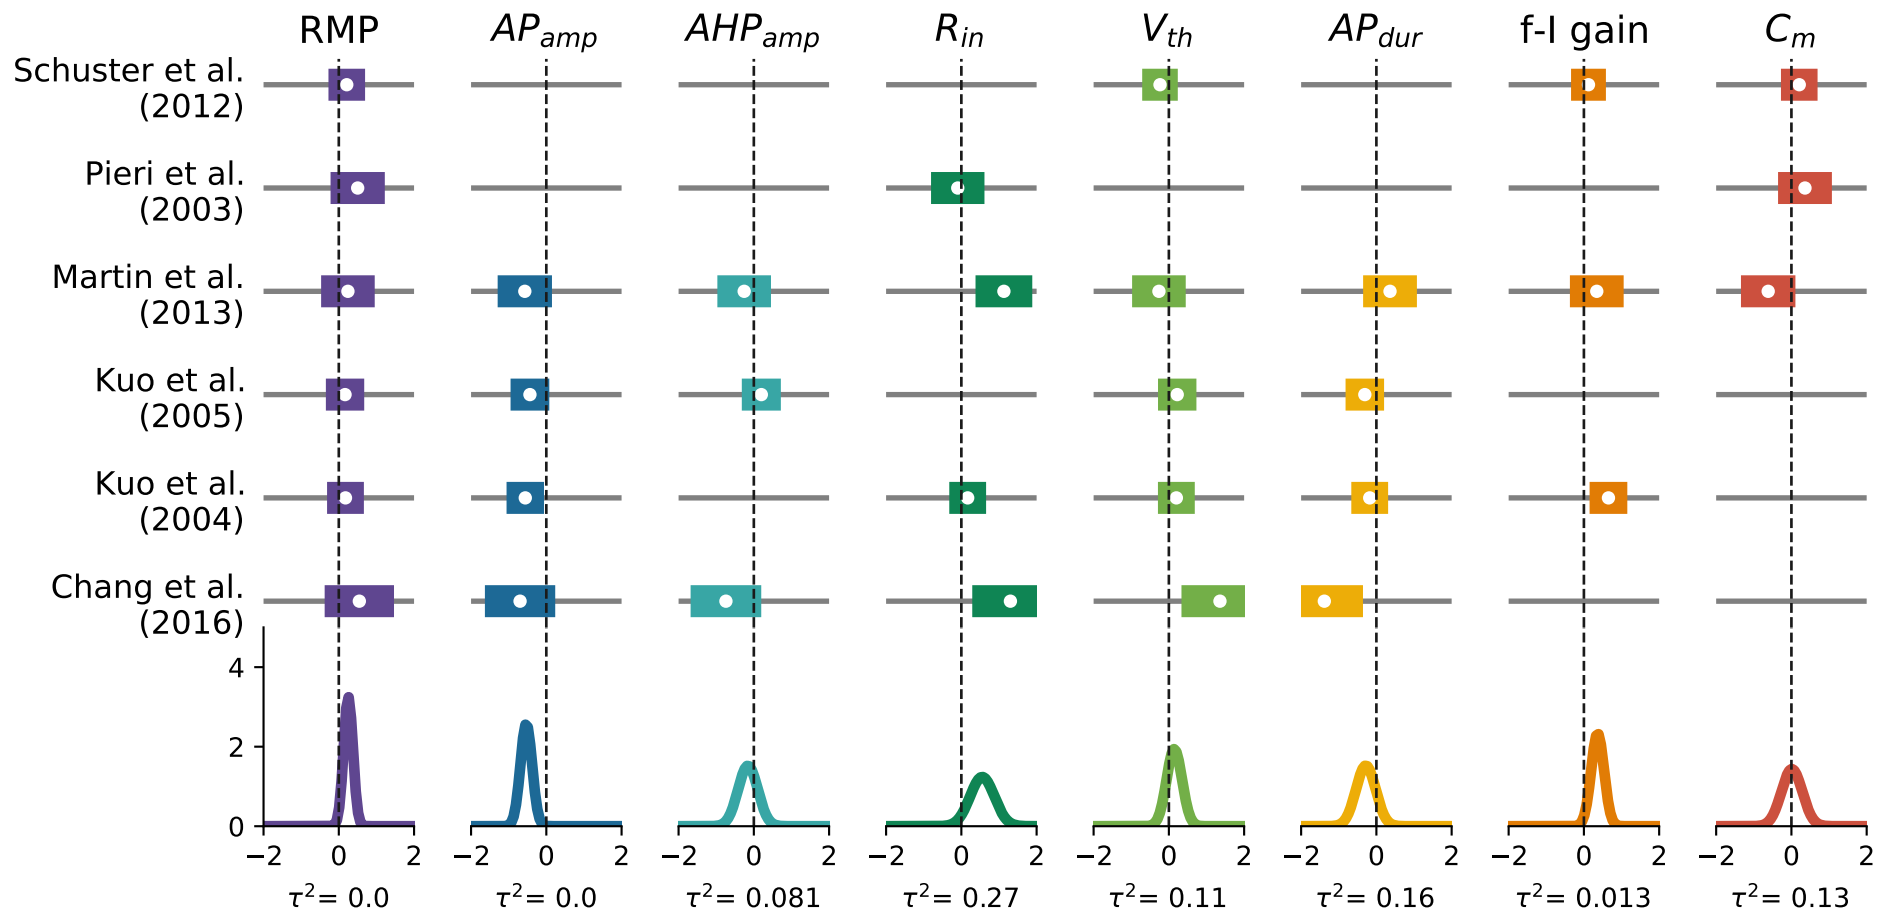 RMP AP_amp AHP_amp R_in V_th AP_dur f-I gain C_m
Schuster et al.
(2012)
Pieri et al.
(2003)
Martin et al.
(2013)
Kuo et al.
(2005)
Kuo et al.
(2004)
Chang et al.
(2016)
4
2
0
−2 0 2 −2 0 2 −2 0 2 −2 0 2 −2 0 2 −2 0 2 −2 0 2 −2 0 2
τ²= 0.0 τ²= 0.0 τ²= 0.081 τ²= 0.27 τ²= 0.11 τ²= 0.16 τ²= 0.013 τ²= 0.13